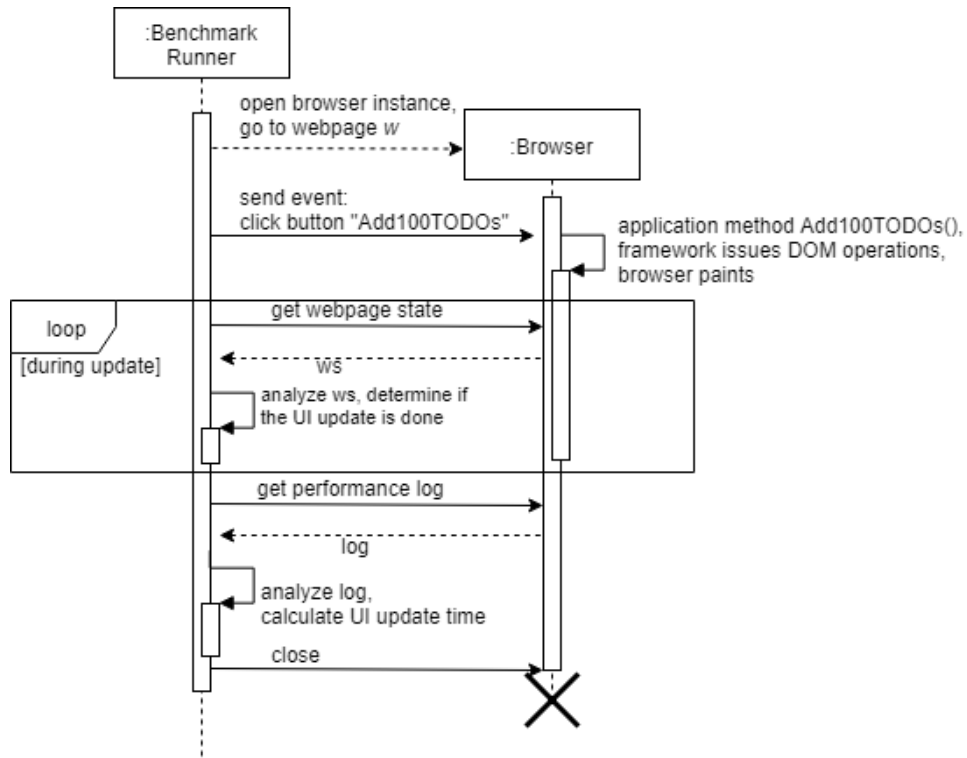 :Benchmark
Runner
open browser instance,
go to webpage w
:Browser
send event:
click button "Add100TODOs"
application method Add100TODOs(),
framework issues DOM operations,
browser paints
loop
[during update]
get webpage state
ws
analyze ws, determine if
the UI update is done
get performance log
log
analyze log,
calculate UI update time
close